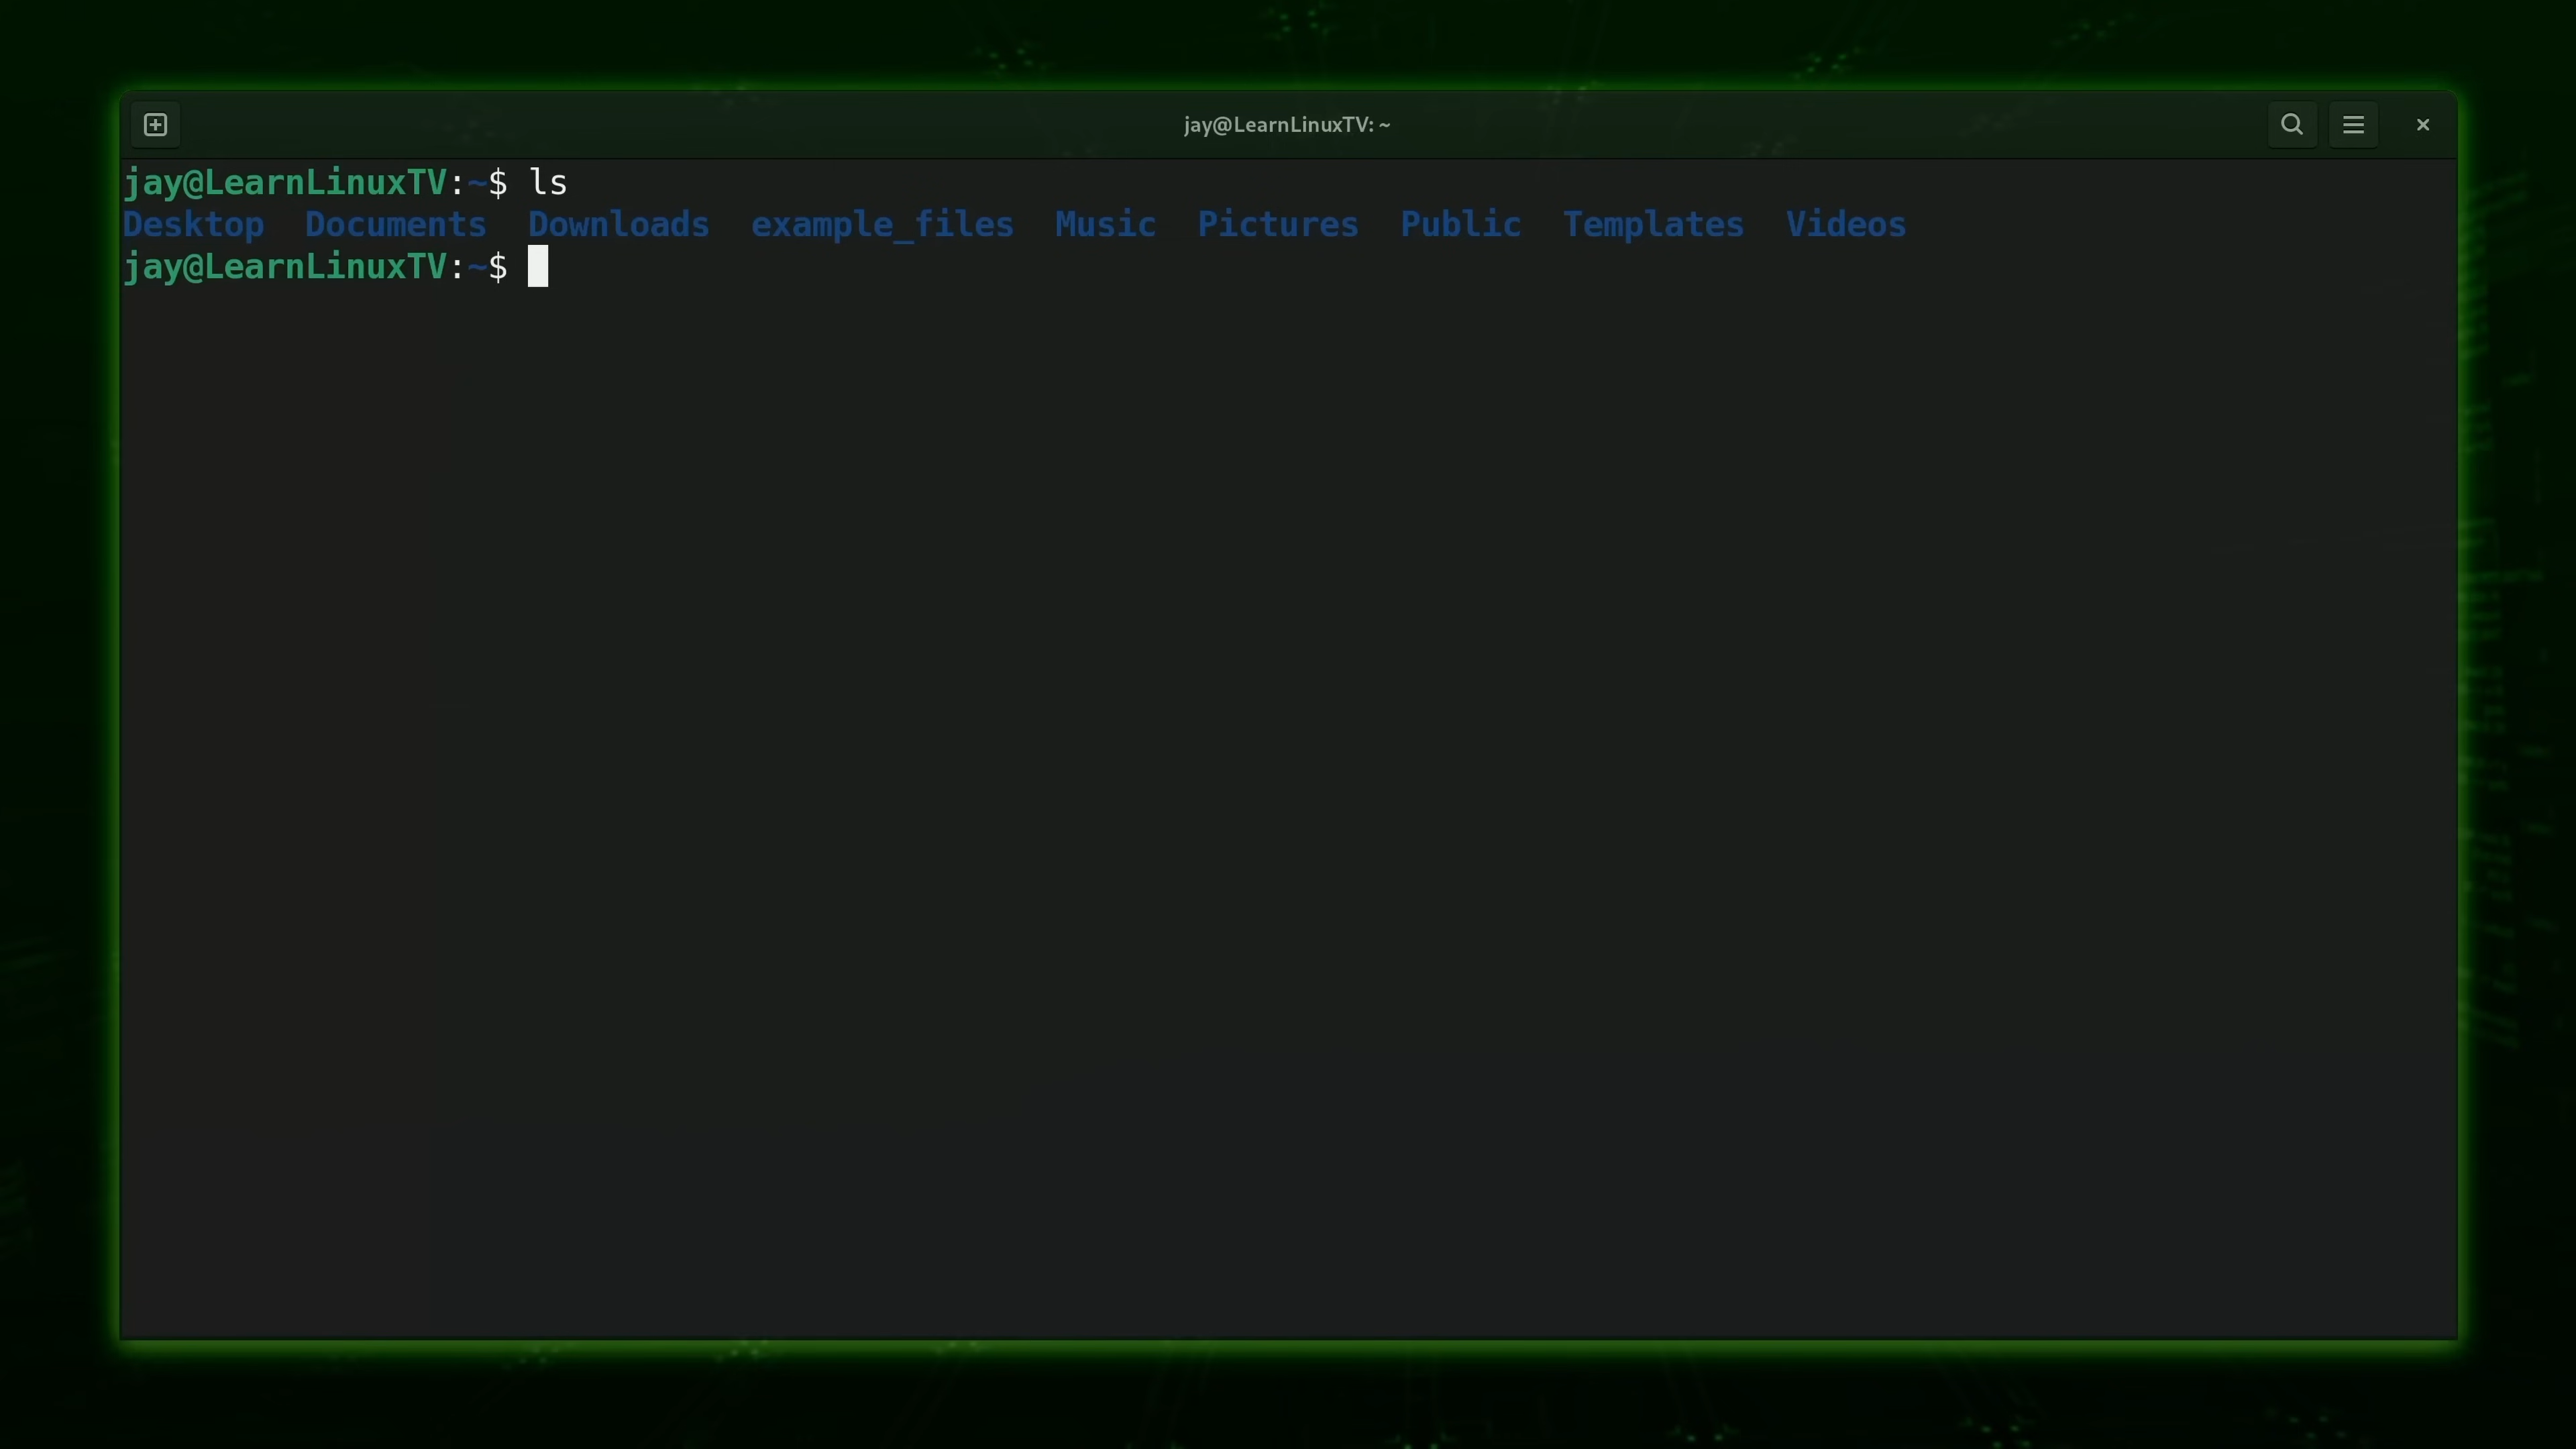 jay@LearnLinuxTV: ~
jay@LearnLinuxTV:~$ ls
Desktop  Documents  Downloads  example_files  Music  Pictures  Public  Templates  Videos
jay@LearnLinuxTV:~$